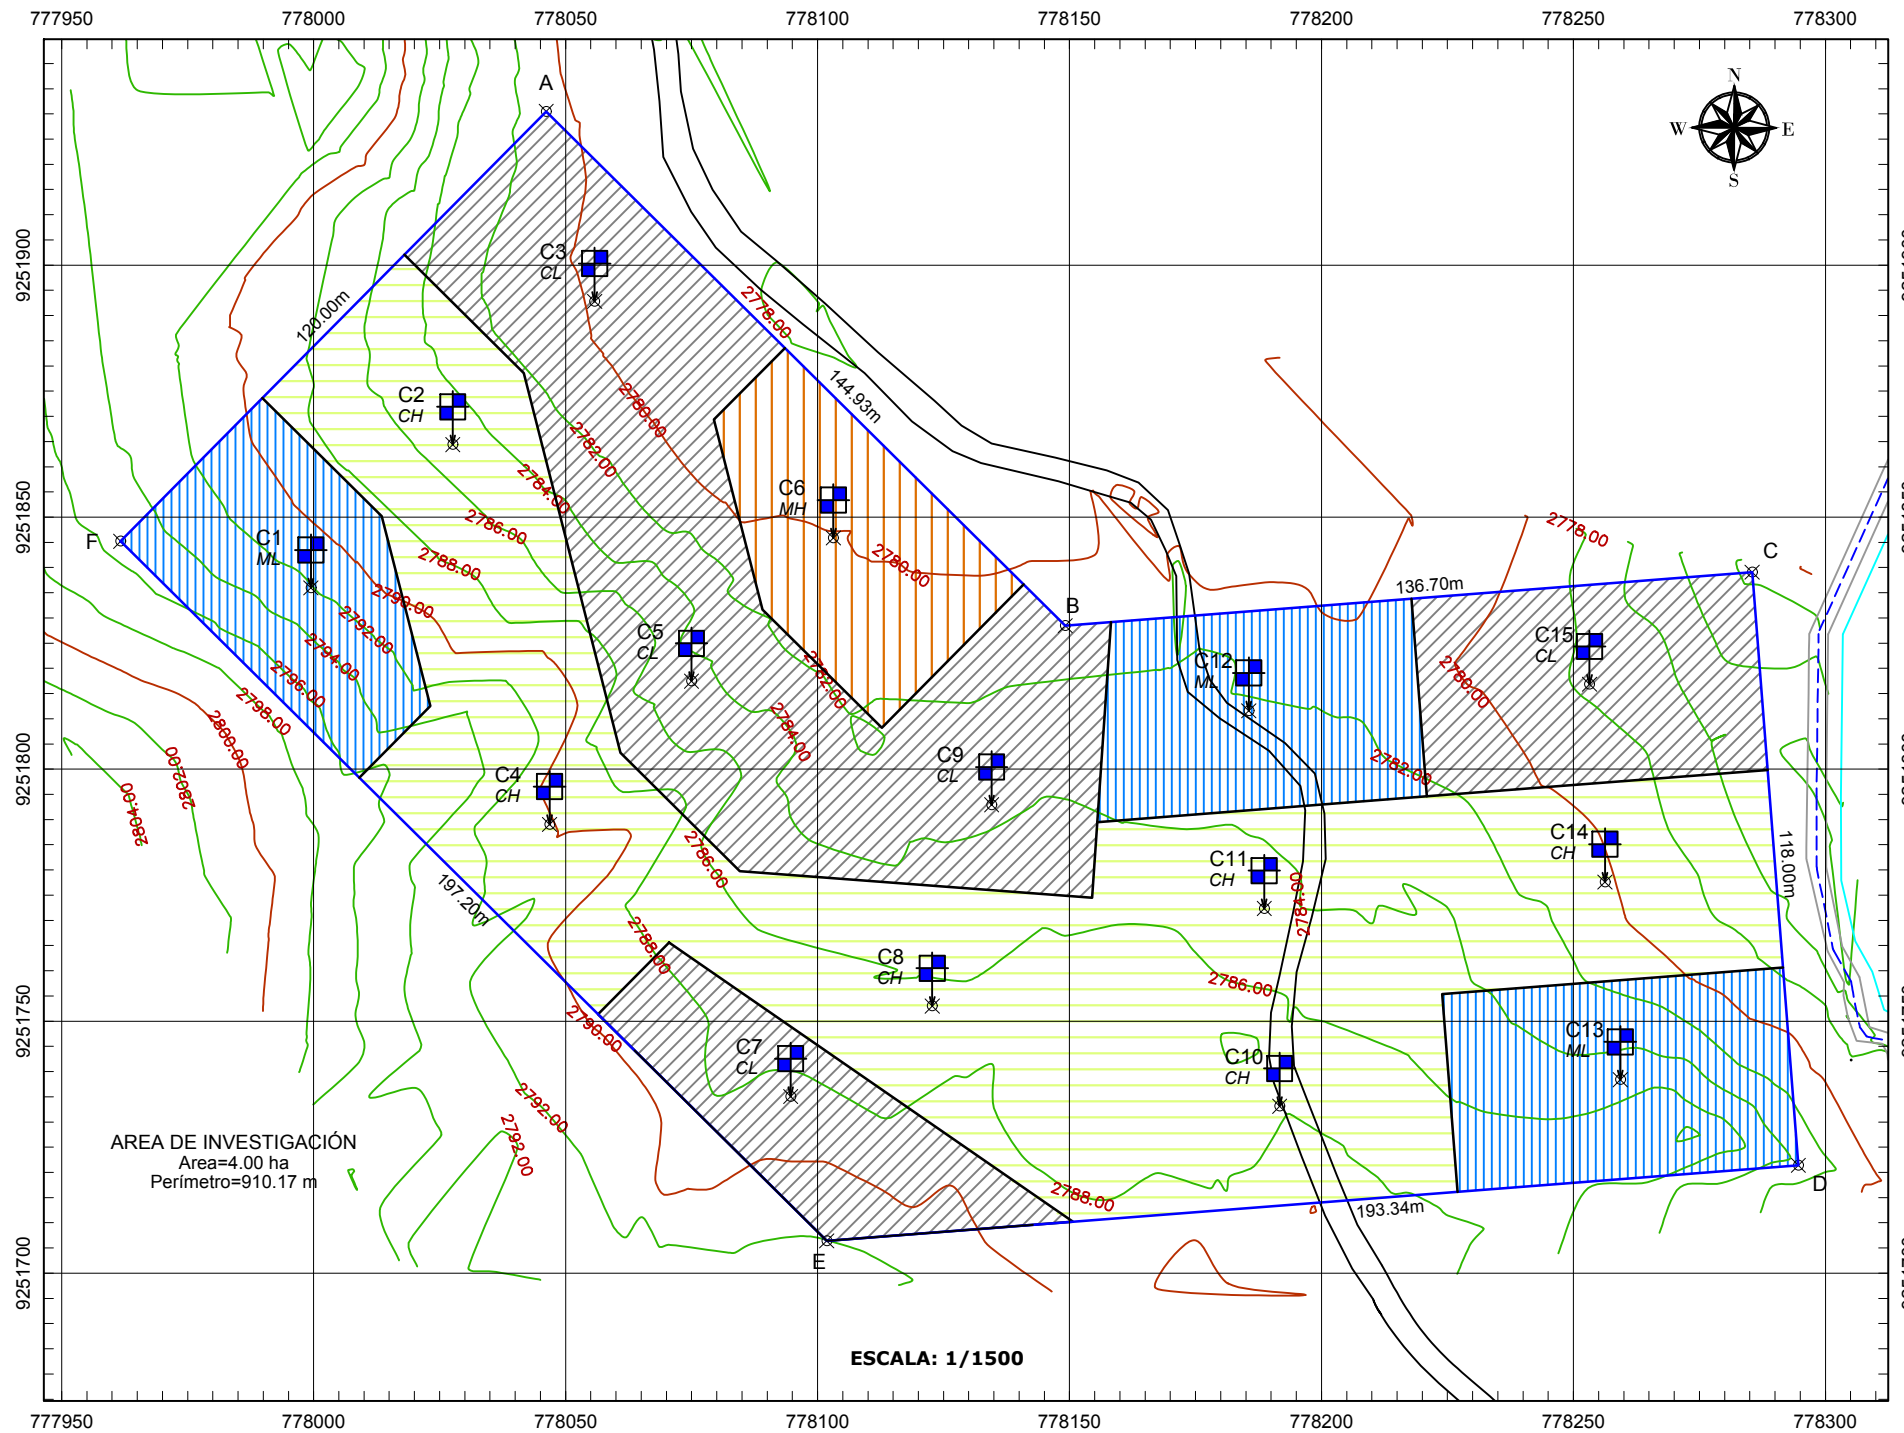 777950 778000 778050 778100 778150 778200 778250 778300
A
N
W E
S
9251900
C3
CL
2778.00
120.00m
144.93m
2780.00
C2
CH
2782.00
2784.00
C6
MH
2786.00
2778.00
9251850
F
C1
ML
2788.00
2780.00
C
136.70m
2790.00
B
2792.00
C5
CL
C15
CL
2794.00
2782.00
C12
ML
2780.00
2796.00
2798.00
2784.00
2800.00
C9
CL
2782.00
9251800
2802.00
C4
CH
2804.00
C14
CH
2786.00
C11
CH
118.00m
197.20m
2784.00
2788.00
C8
CH
2786.00
9251750
2790.00
C7
CL
C10
CH
C13
ML
2792.00
2792.00
AREA DE INVESTIGACIÓN
Area=4.00 ha
Perímetro=910.17 m
2788.00
193.34m
D
E
9251700
ESCALA: 1/1500
777950 778000 778050 778100 778150 778200 778250 778300